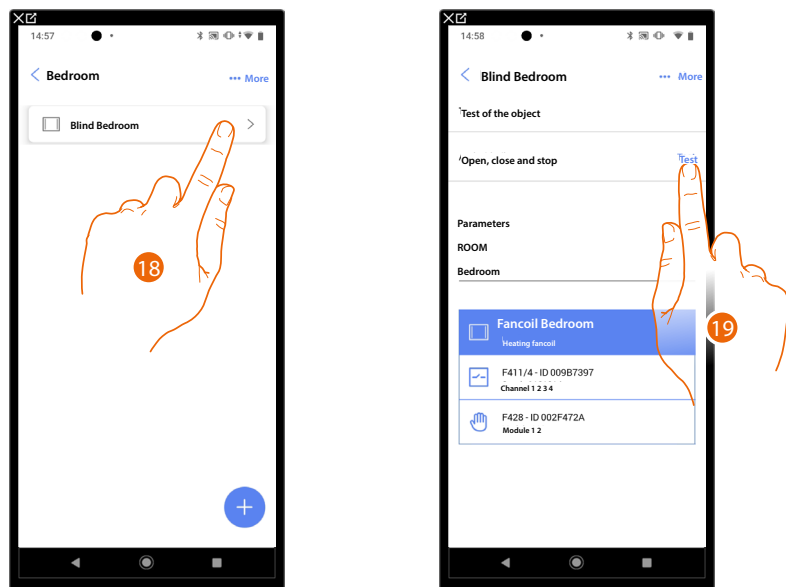 14:57
Bedroom
••• More
Blind Bedroom
18
14:58
Blind Bedroom
••• More
Test of the object
Open, close and stop
Test
Parameters
ROOM
Bedroom
Fancoil Bedroom
Heating fancoil
F411/4 - ID 009B7397
Channel 1 2 3 4
F428 - ID 002F472A
Module 1 2
19